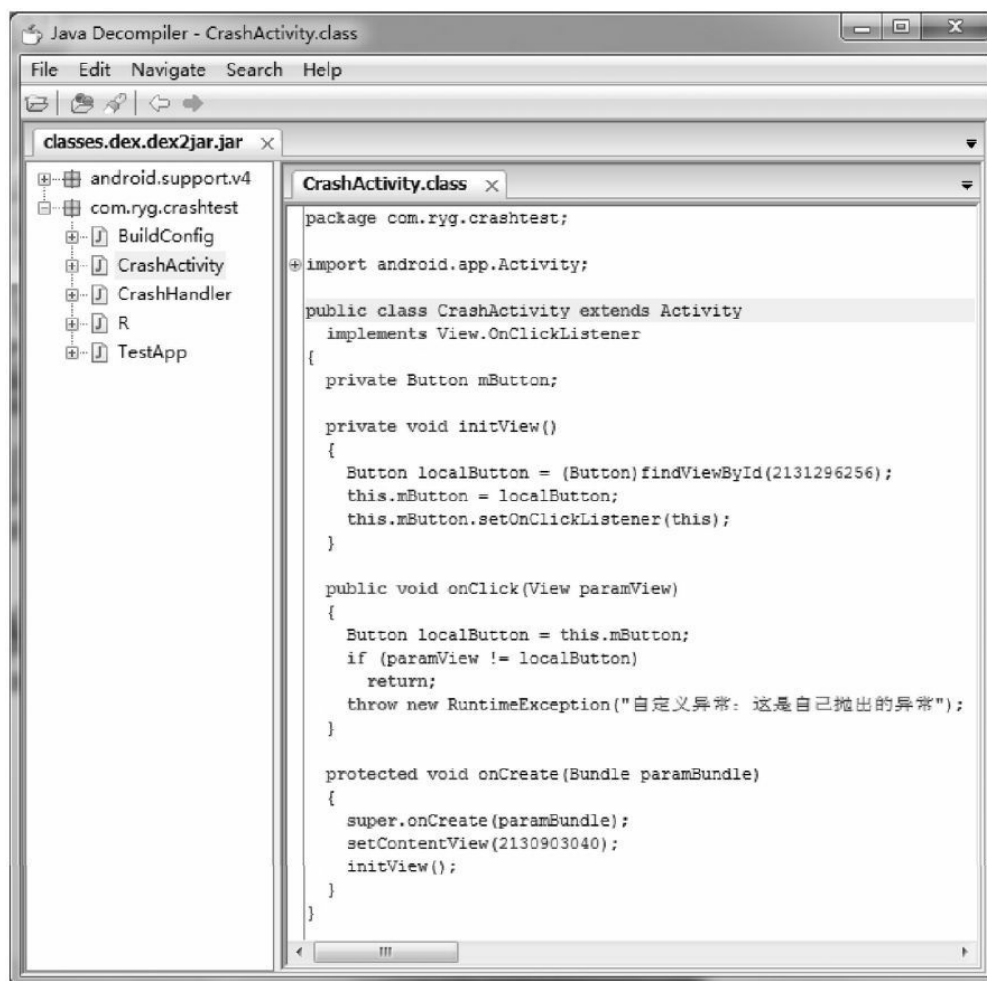 Java Decompiler - CrashActivity.class
File Edit Navigate Search Help
classes.dex.dex2jar.jar
android.support.v4
com.ryg.crashtest
BuildConfig
CrashActivity
CrashHandler
R
TestApp
CrashActivity.class
package com.ryg.crashtest;
import android.app.Activity;
public class CrashActivity extends Activity
implements View.OnClickListener
{
private Button mButton;
private void initView()
{
Button localButton = (Button)findViewById(2131296256);
this.mButton = localButton;
this.mButton.setOnClickListener(this);
}
public void onClick(View paramView)
{
Button localButton = this.mButton;
if (paramView != localButton)
return;
throw new RuntimeException("自定义异常：这是自己抛出的异常");
}
protected void onCreate(Bundle paramBundle)
{
super.onCreate(paramBundle);
setContentView(2130903040);
initView();
}
}